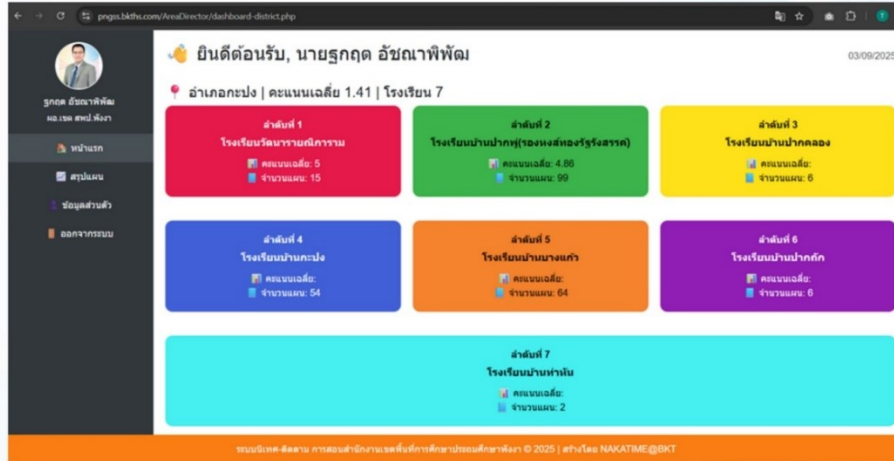 pngss.bkths.com/AreaDirector/dashboard-district.php
ยินดีต้อนรับ, นายฐกฤต อัชณาพิพัฒ
03/09/2025
ฐกฤต อัชณาพิพัฒ
ผอ.เขต สพป.พังงา
หน้าแรก
สรุปแผน
ข้อมูลส่วนตัว
ออกจากระบบ
อำเภอกะปง | คะแนนเฉลี่ย 1.41 | โรงเรียน 7
ลำดับที่ 1
โรงเรียนวัดนารายณิการาม
คะแนนเฉลี่ย: 5
จำนวนแผน: 15
ลำดับที่ 2
โรงเรียนบ้านปากพู่(รองหงส์ทองรัฐรังสรรค์)
คะแนนเฉลี่ย: 4.86
จำนวนแผน: 99
ลำดับที่ 3
โรงเรียนบ้านปากคลอง
คะแนนเฉลี่ย:
จำนวนแผน: 6
ลำดับที่ 4
โรงเรียนบ้านกะปง
คะแนนเฉลี่ย:
จำนวนแผน: 54
ลำดับที่ 5
โรงเรียนบ้านบางแก้ว
คะแนนเฉลี่ย:
จำนวนแผน: 64
ลำดับที่ 6
โรงเรียนบ้านปากถัก
คะแนนเฉลี่ย:
จำนวนแผน: 6
ลำดับที่ 7
โรงเรียนบ้านท่าหัน
คะแนนเฉลี่ย:
จำนวนแผน: 2
ระบบนิเทศ-ติดตาม การสอนสำนักงานเขตพื้นที่การศึกษาประถมศึกษาพังงา © 2025 | สร้างโดย NAKATIME@BKT